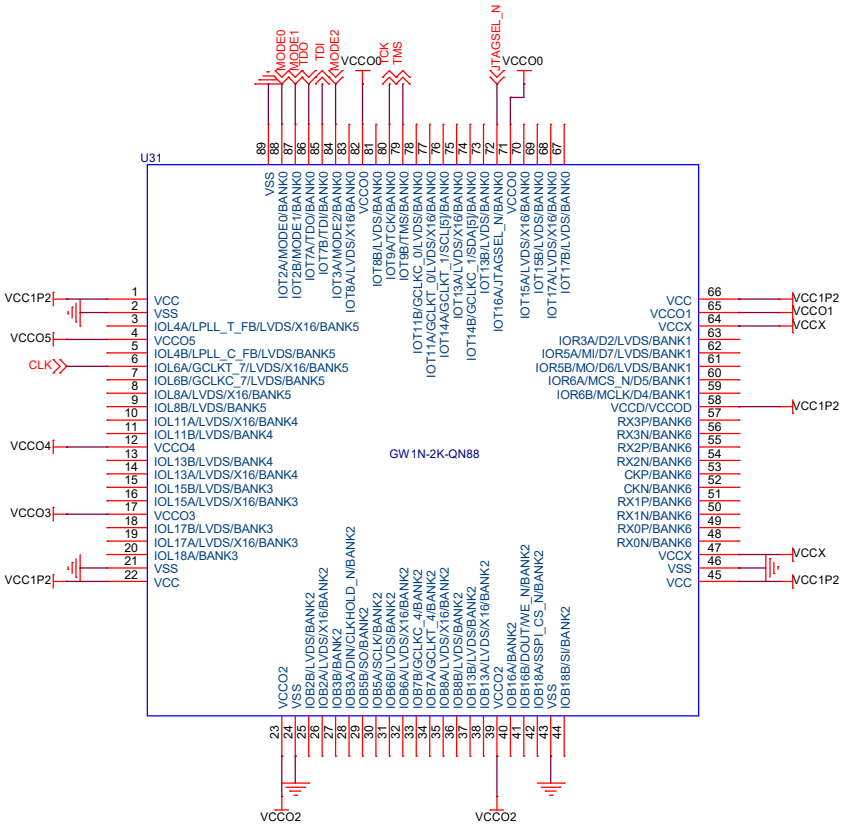 MODE0
MODE1
TDO
TDI
MODE2
VCCO0
TCK
TMS
JTAGSEL_N
VCCO0
U31
89
88
87
86
85
84
83
82
81
80
79
78
77
76
75
74
73
72
71
70
69
68
67
VSS
IOT2A/MODE0/BANK0
IOT2B/MODE1/BANK0
IOT7A/TDO/BANK0
IOT7B/TDI/BANK0
IOT3A/MODE2/BANK0
IOT8A/LVDS/X16/BANK0
VCCO0
IOT8B/LVDS/BANK0
IOT9A/TCK/BANK0
IOT9B/TMS/BANK0
IOT11B/GCLKC_0/LVDS/BANK0
IOT11A/GCLKT_0/LVDS/X16/BANK0
IOT14A/GCLKT_1/SCL[5]/BANK0
IOT13A/LVDS/X16/BANK0
IOT14B/GCLKC_1/SDA[5]/BANK0
IOT13B/LVDS/BANK0
IOT16A/JTAGSEL_N/BANK0
VCCO0
IOT15A/LVDS/X16/BANK0
IOT15B/LVDS/BANK0
IOT17A/LVDS/X16/BANK0
IOT17B/LVDS/BANK0
VCC1P2 1 VCC
2 VSS
3 IOL4A/LPLL_T_FB/LVDS/X16/BANK5
VCCO5 4 VCCO5
5 IOL4B/LPLL_C_FB/LVDS/BANK5
CLK 6 IOL6A/GCLKT_7/LVDS/X16/BANK5
7 IOL6B/GCLKC_7/LVDS/BANK5
8 IOL8A/LVDS/X16/BANK5
9 IOL8B/LVDS/BANK5
10 IOL11A/LVDS/X16/BANK4
11 IOL11B/LVDS/BANK4
VCCO4 12 VCCO4
13 IOL13B/LVDS/BANK4
14 IOL13A/LVDS/X16/BANK4
15 IOL15B/LVDS/BANK3
16 IOL15A/LVDS/X16/BANK3
VCCO3 17 VCCO3
18 IOL17B/LVDS/BANK3
19 IOL17A/LVDS/X16/BANK3
20 IOL18A/BANK3
21 VSS
VCC1P2 22 VCC
GW1N-2K-QN88
VCC 66 VCC1P2
VCCO1 65 VCCO1
VCCX 64 VCCX
IOR3A/D2/LVDS/BANK1 63
IOR5A/MI/D7/LVDS/BANK1 62
IOR5B/MO/D6/LVDS/BANK1 61
IOR6A/MCS_N/D5/BANK1 60
IOR6B/MCLK/D4/BANK1 59
VCCD/VCCOD 58 VCC1P2
RX3P/BANK6 57
RX3N/BANK6 56
RX2P/BANK6 55
RX2N/BANK6 54
CKP/BANK6 53
CKN/BANK6 52
RX1P/BANK6 51
RX1N/BANK6 50
RX0P/BANK6 49
RX0N/BANK6 48
VCCX 47 VCCX
VSS 46
VCC 45 VCC1P2
VCCO2
VSS
IOB2B/LVDS/BANK2
IOB2A/LVDS/X16/BANK2
IOB3B/BANK2
IOB3A/DIN/CLKHOLD_N/BANK2
IOB5B/SO/BANK2
IOB5A/SCLK/BANK2
IOB6B/LVDS/BANK2
IOB6A/LVDS/X16/BANK2
IOB7B/GCLKC_4/BANK2
IOB7A/GCLKT_4/BANK2
IOB8A/LVDS/X16/BANK2
IOB8B/LVDS/BANK2
IOB13B/LVDS/BANK2
IOB13A/LVDS/X16/BANK2
VCCO2
IOB16A/BANK2
IOB16B/DOUT/WE_N/BANK2
IOB18A/SSPI_CS_N/BANK2
VSS
IOB18B/SI/BANK2
23
24
25
26
27
28
29
30
31
32
33
34
35
36
37
38
39
40
41
42
43
44
VCCO2
VCCO2